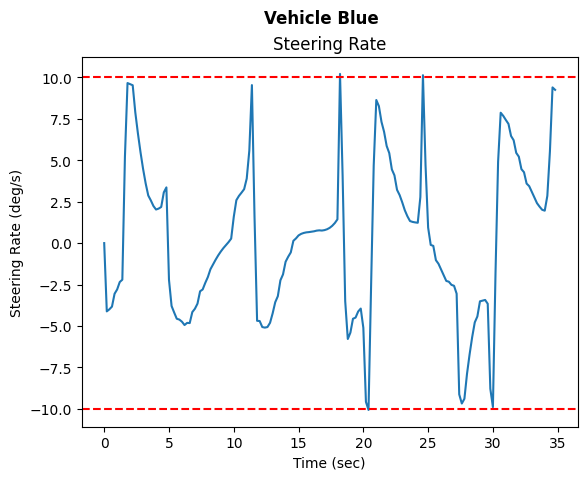 Vehicle Blue
Steering Rate
10.0
7.5
5.0
2.5
0.0
−2.5
−5.0
−7.5
−10.0
Steering Rate (deg/s)
0 5 10 15 20 25 30 35
Time (sec)